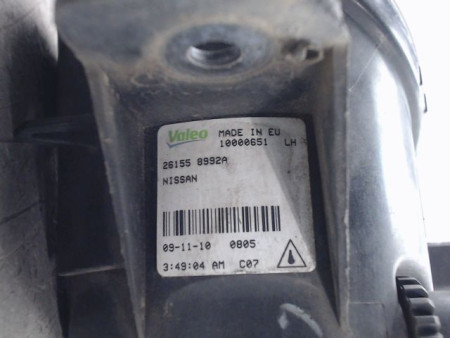 Valeo MADE IN EU
10000651 LH
26155 8992A
NISSAN
09-11-10 0805
3:49:04 AM C07